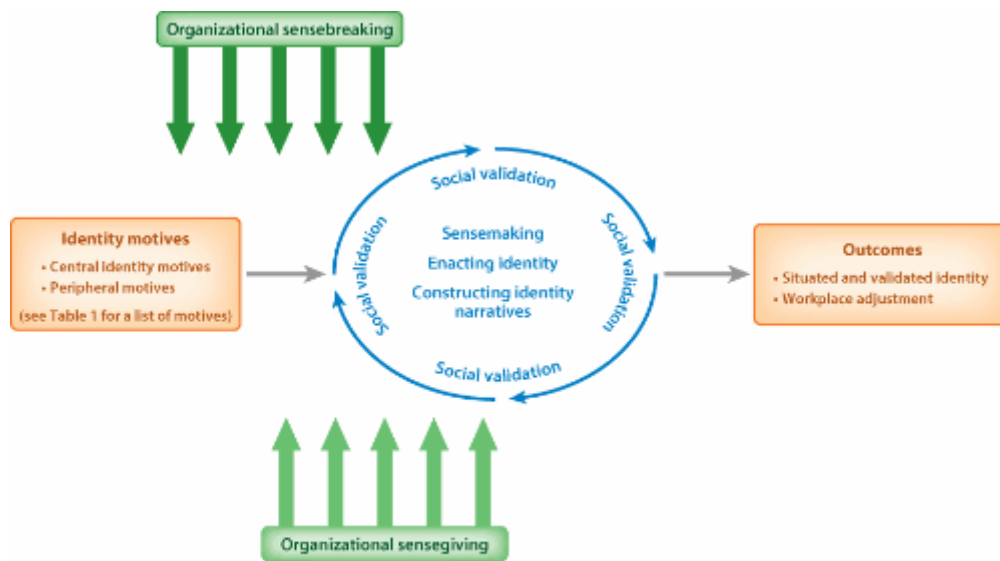 Organizational sensebreaking
Social validation
Social validation
Social validation
Sensemaking
Enacting identity
Constructing identity
narratives
Social validation
Identity motives
• Central identity motives
• Peripheral motives
(see Table 1 for a list of motives)
Outcomes
• Situated and validated identity
• Workplace adjustment
Organizational sensegiving